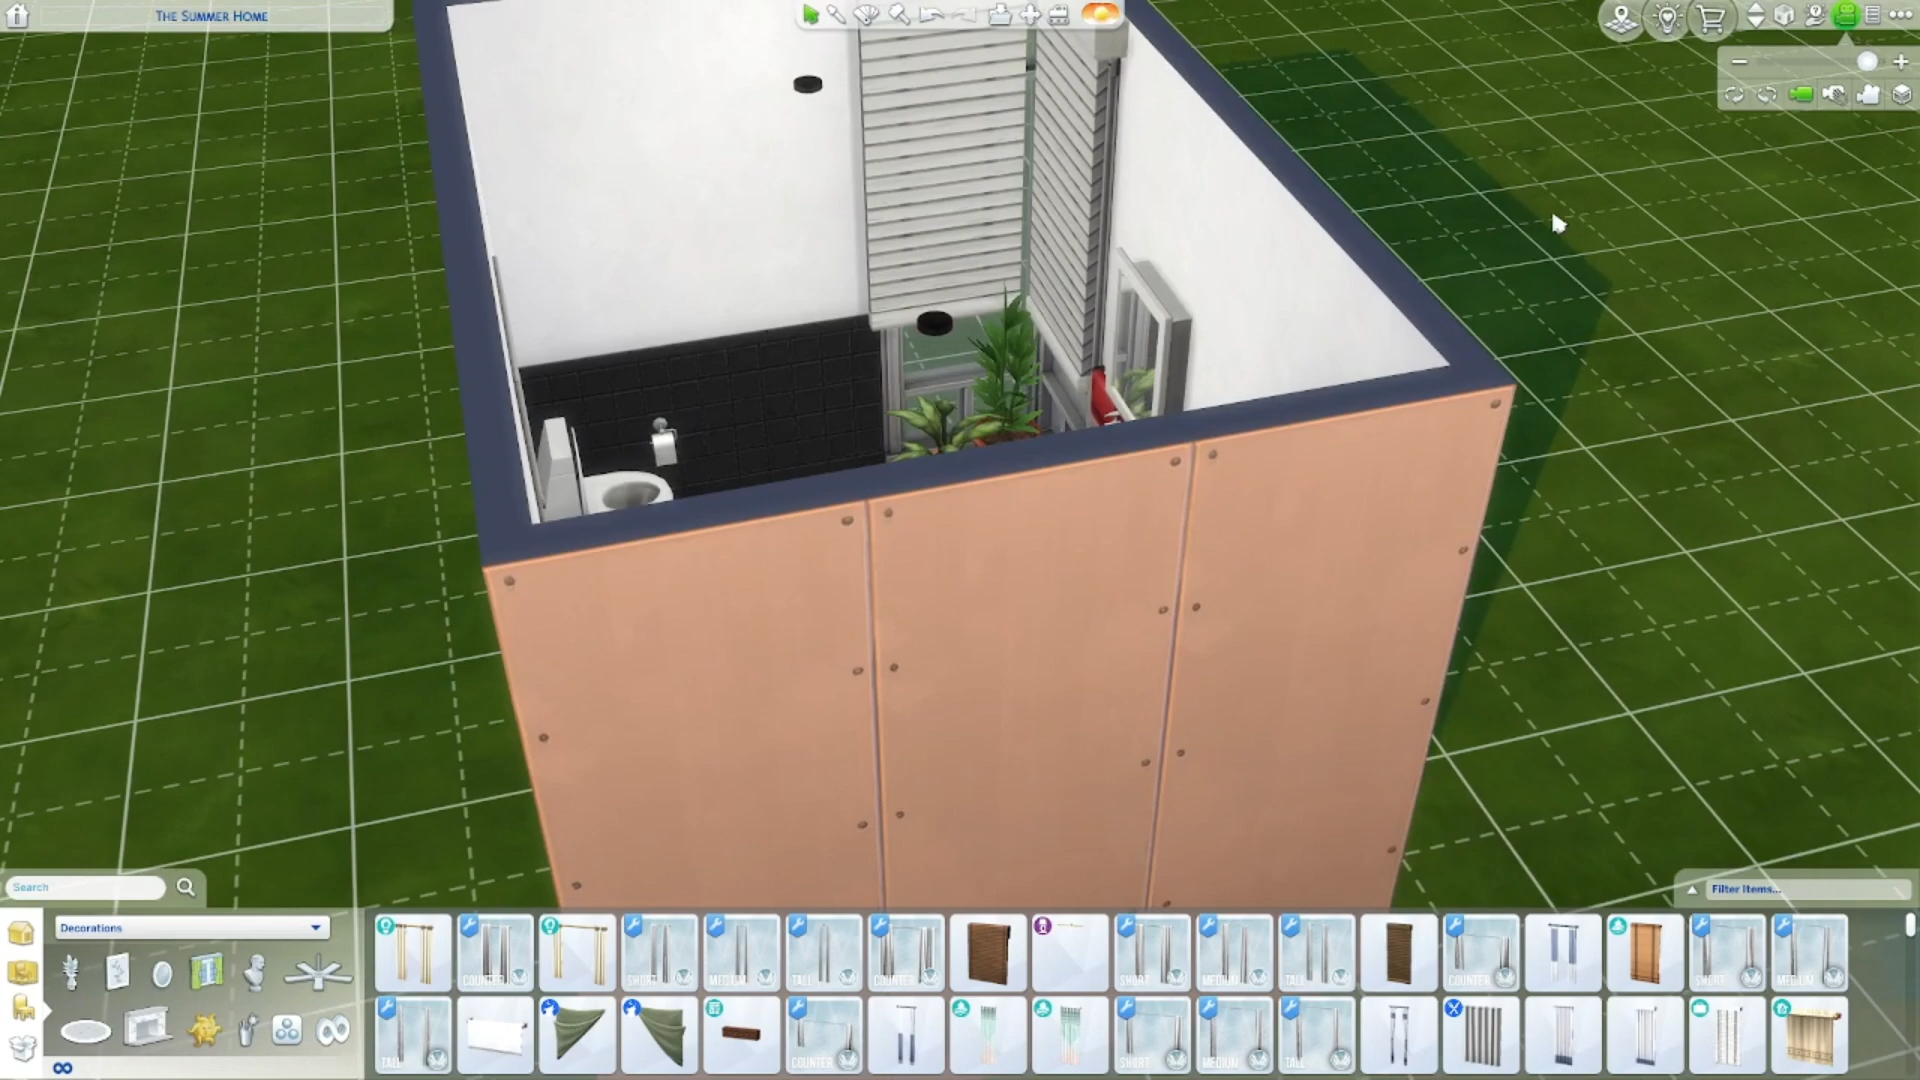 THE SUMMER HOME
Search
Filter Items...
Decorations
COUNTER
SHORT
MEDIUM
TALL
COUNTER
SHORT
MEDIUM
TALL
COUNTER
SHORT
MEDIUM
TALL
COUNTER
SHORT
MEDIUM
TALL